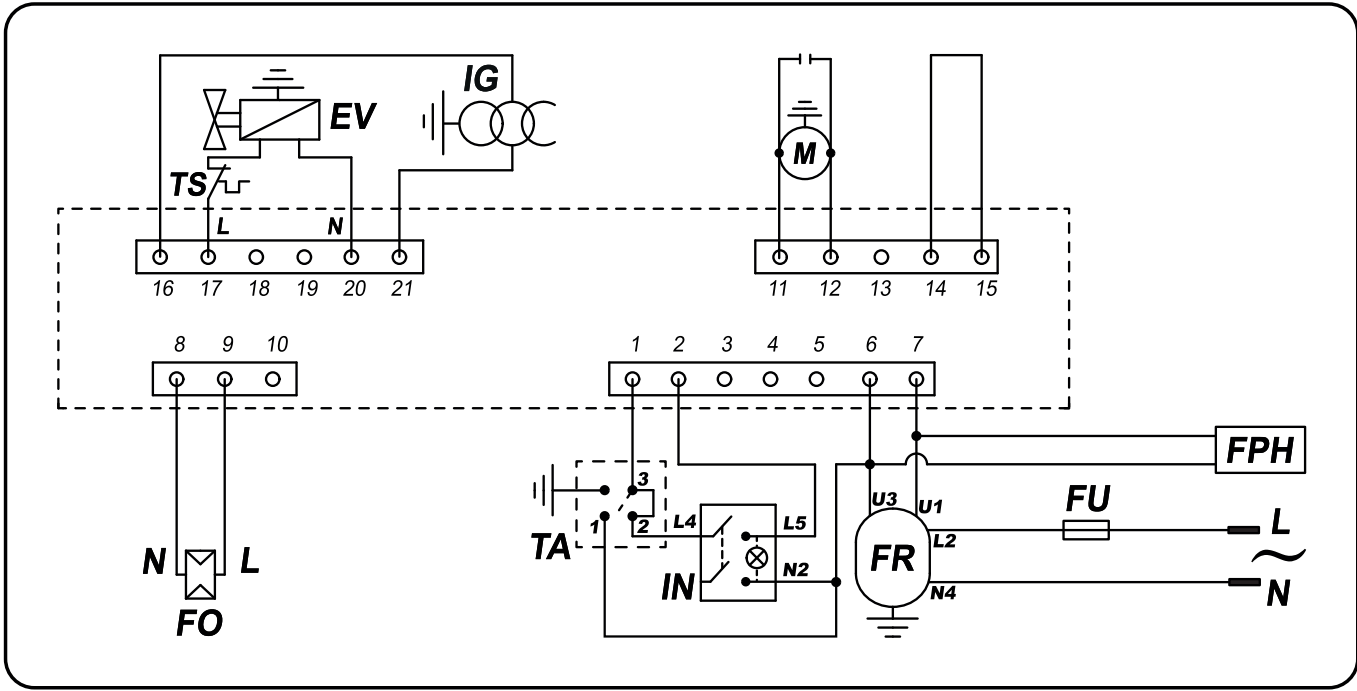 IG
EV
M
TS
L N
16 17 18 19 20 21
11 12 13 14 15
8 9 10
1 2 3 4 5 6 7
FPH
3
1 2
TA
L4 L5
N2
IN
U3 U1
FR
L2
N4
FU
L
~
N
N L
FO